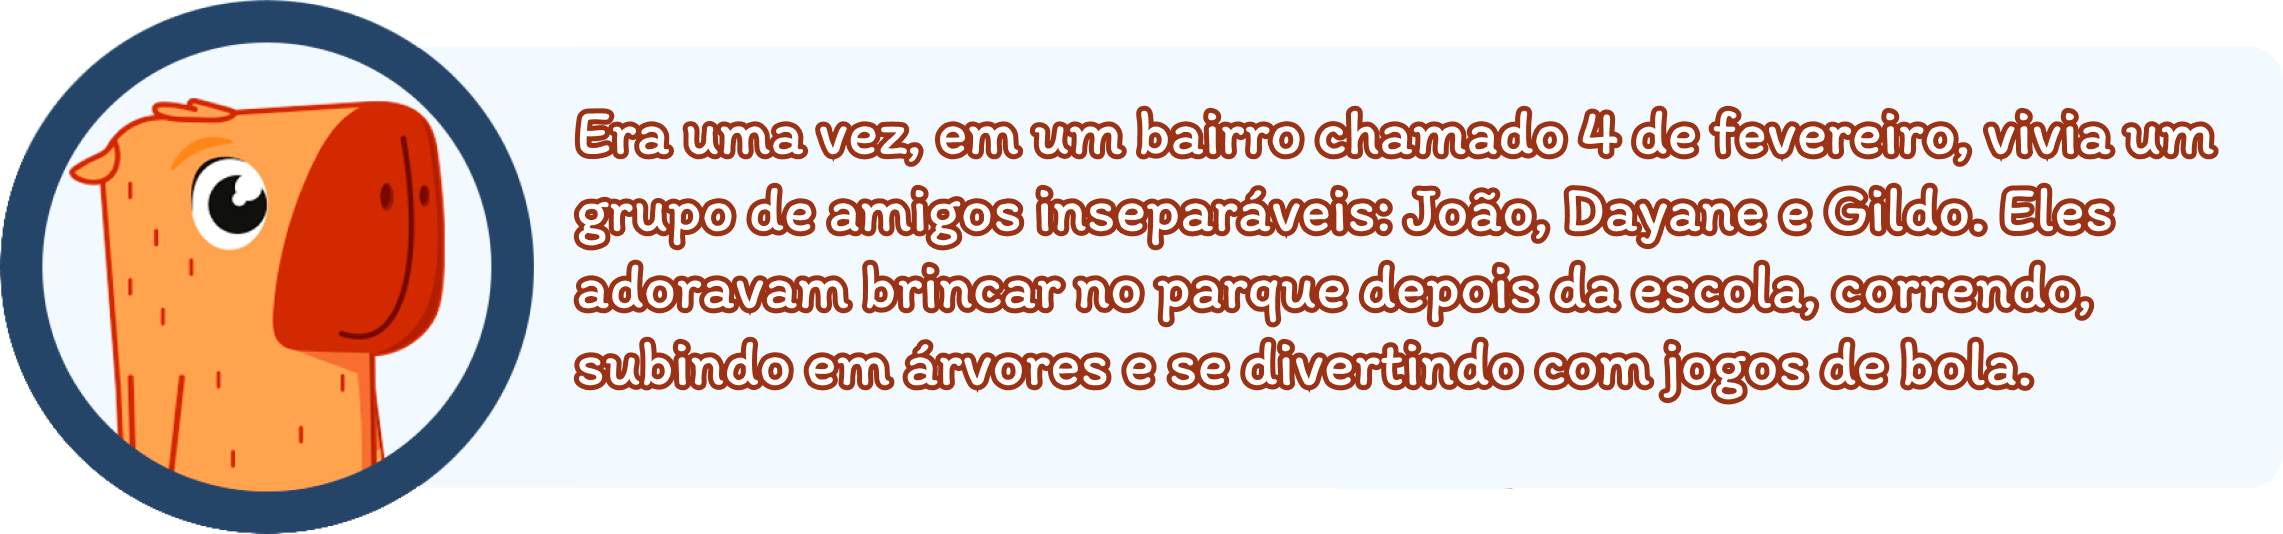 Era uma vez, em um bairro chamado 4 de fevereiro, vivia um
grupo de amigos inseparáveis: João, Dayane e Gildo. Eles
adoravam brincar no parque depois da escola, correndo,
subindo em árvores e se divertindo com jogos de bola.